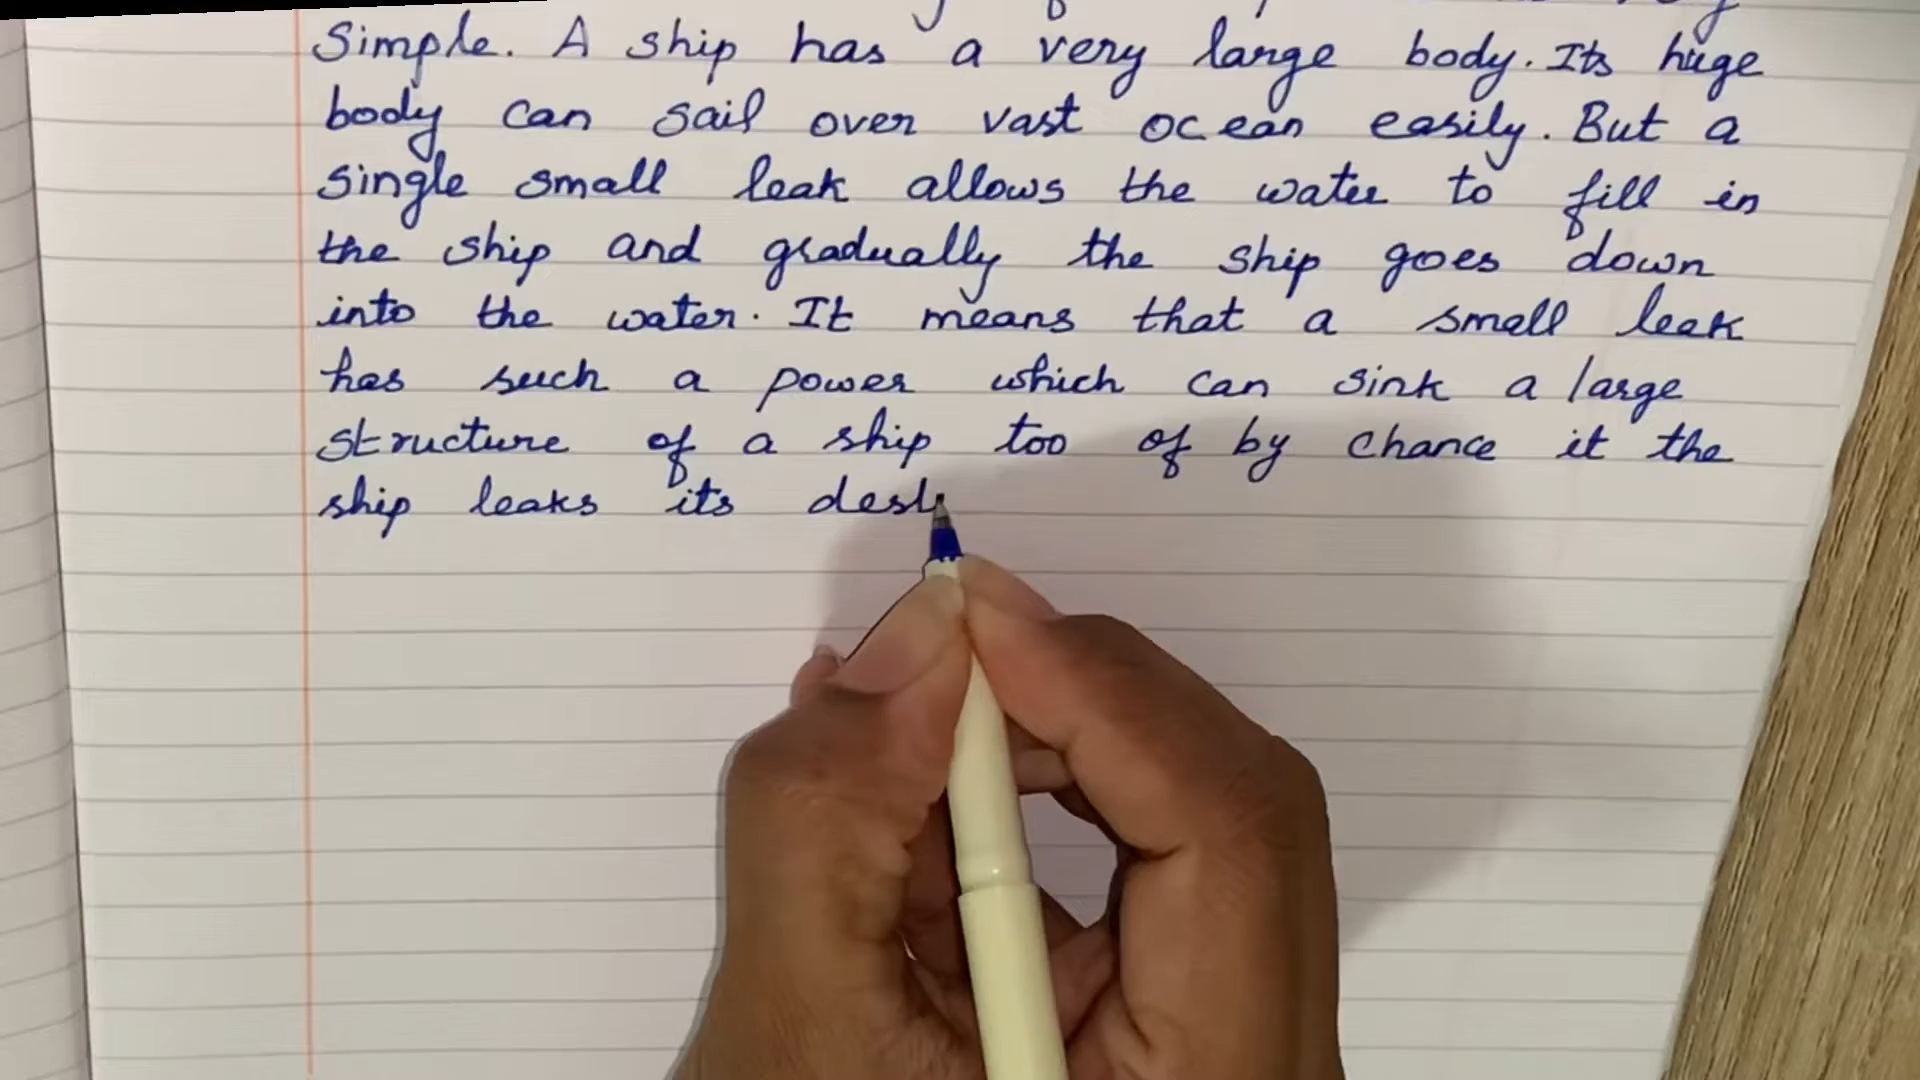 Simple. A ship has a very large body. Its huge
body can sail over vast ocean easily. But a
single small leak allows the water to fill in
the ship and gradually the ship goes down
into the water. It means that a small leak
has such a power which can sink a large
structure of a ship too of by chance it the
ship leaks its